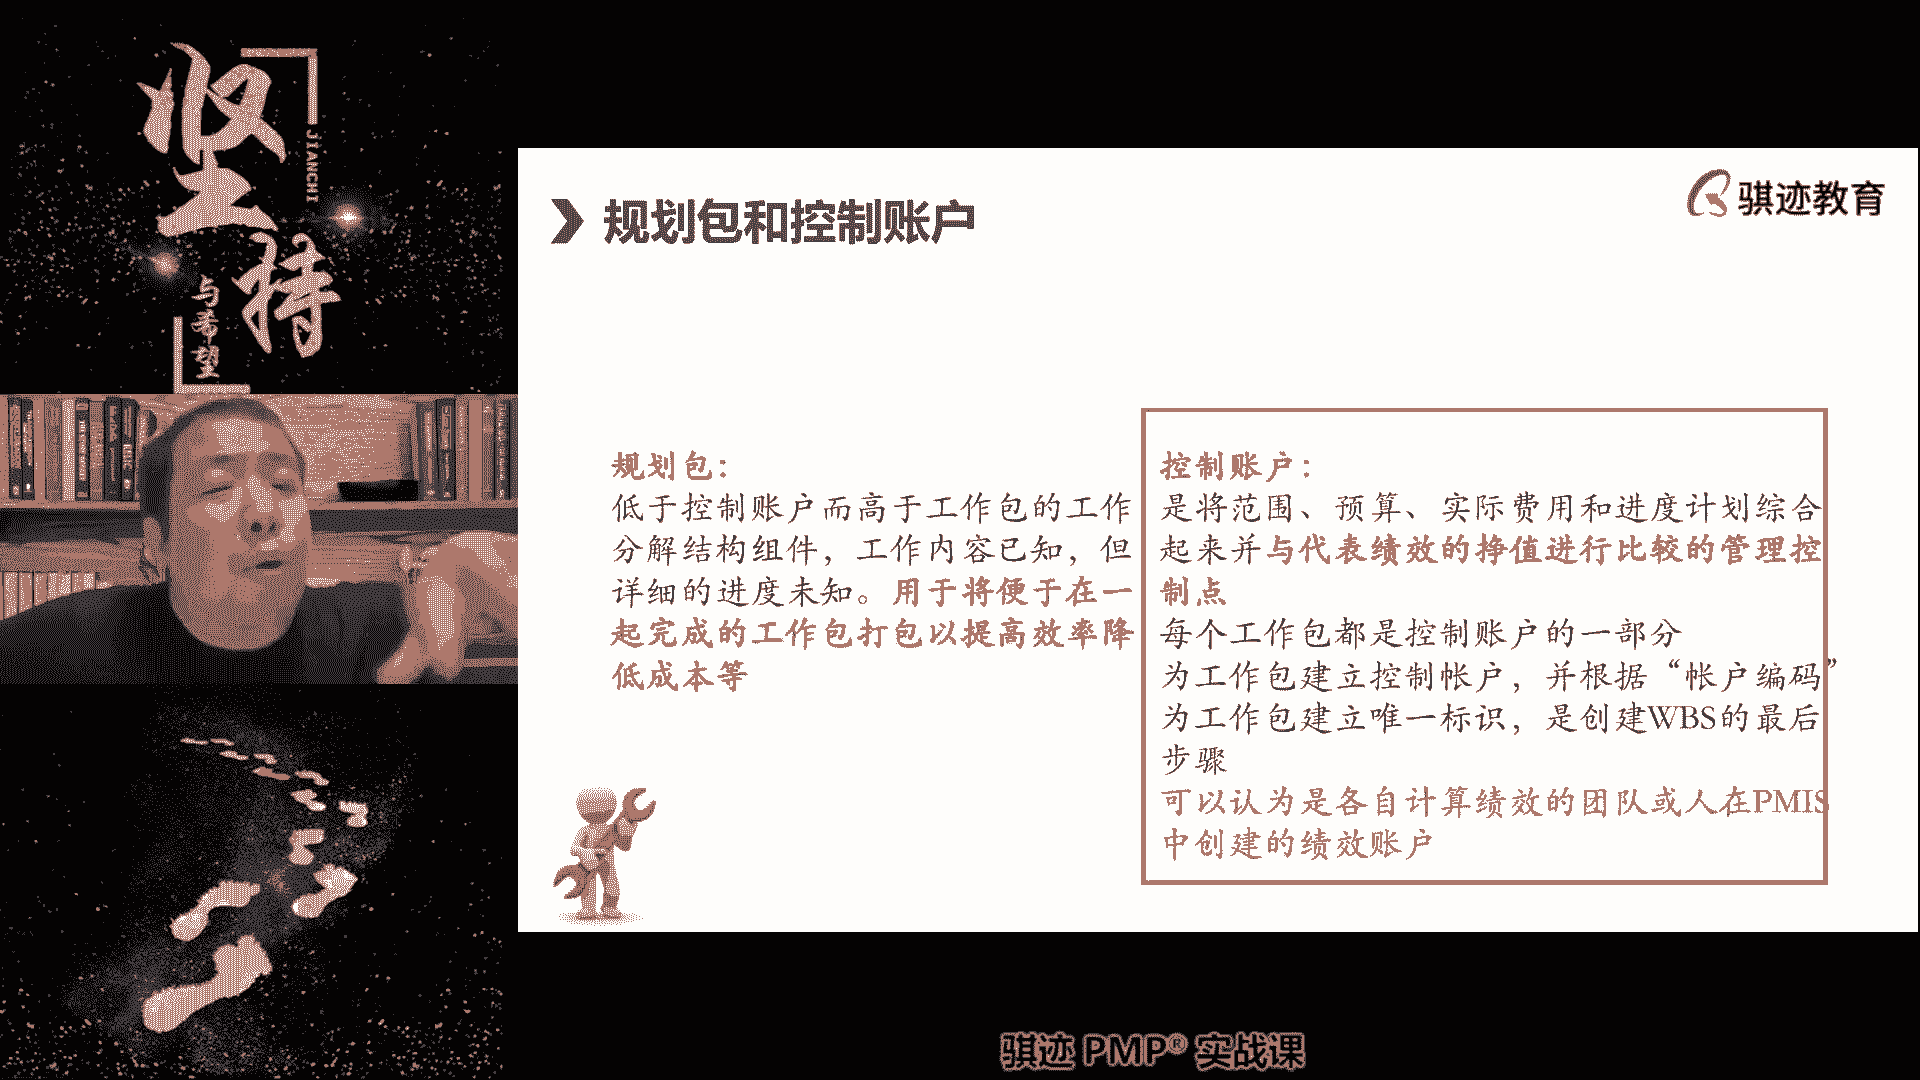 坚持
JIANCHI
与希望
规划包和控制账户
骐迹教育
规划包：
低于控制账户而高于工作包的工作
分解结构组件，工作内容已知，但
详细的进度未知。用于将便于在一
起完成的工作包打包以提高效率降
低成本等
控制账户：
是将范围、预算、实际费用和进度计划综合
起来并与代表绩效的挣值进行比较的管理控
制点
每个工作包都是控制账户的一部分
为工作包建立控制帐户，并根据“帐户编码”
为工作包建立唯一标识，是创建WBS的最后
步骤
可以认为是各自计算绩效的团队或人在PMIS
中创建的绩效账户
骐迹 PMP® 实战课